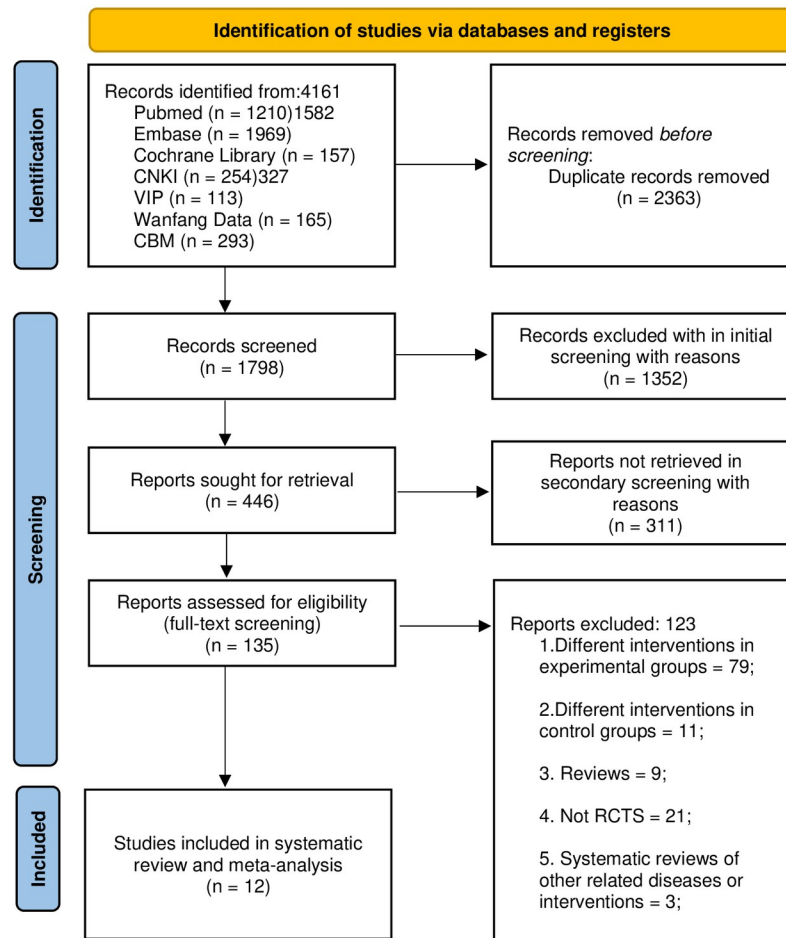 Identification of studies via databases and registers
Identification
Records identified from:4161
Pubmed (n = 1210)1582
Embase (n = 1969)
Cochrane Library (n = 157)
CNKI (n = 254)327
VIP (n = 113)
Wanfang Data (n = 165)
CBM (n = 293)
Records removed before
screening:
Duplicate records removed
(n = 2363)
Screening
Records screened
(n = 1798)
Records excluded with in initial
screening with reasons
(n = 1352)
Reports sought for retrieval
(n = 446)
Reports not retrieved in
secondary screening with
reasons
(n = 311)
Reports assessed for eligibility
(full-text screening)
(n = 135)
Reports excluded: 123
1.Different interventions in
experimental groups = 79;
2.Different interventions in
control groups = 11;
3. Reviews = 9;
4. Not RCTS = 21;
5. Systematic reviews of
other related diseases or
interventions = 3;
Included
Studies included in systematic
review and meta-analysis
(n = 12)